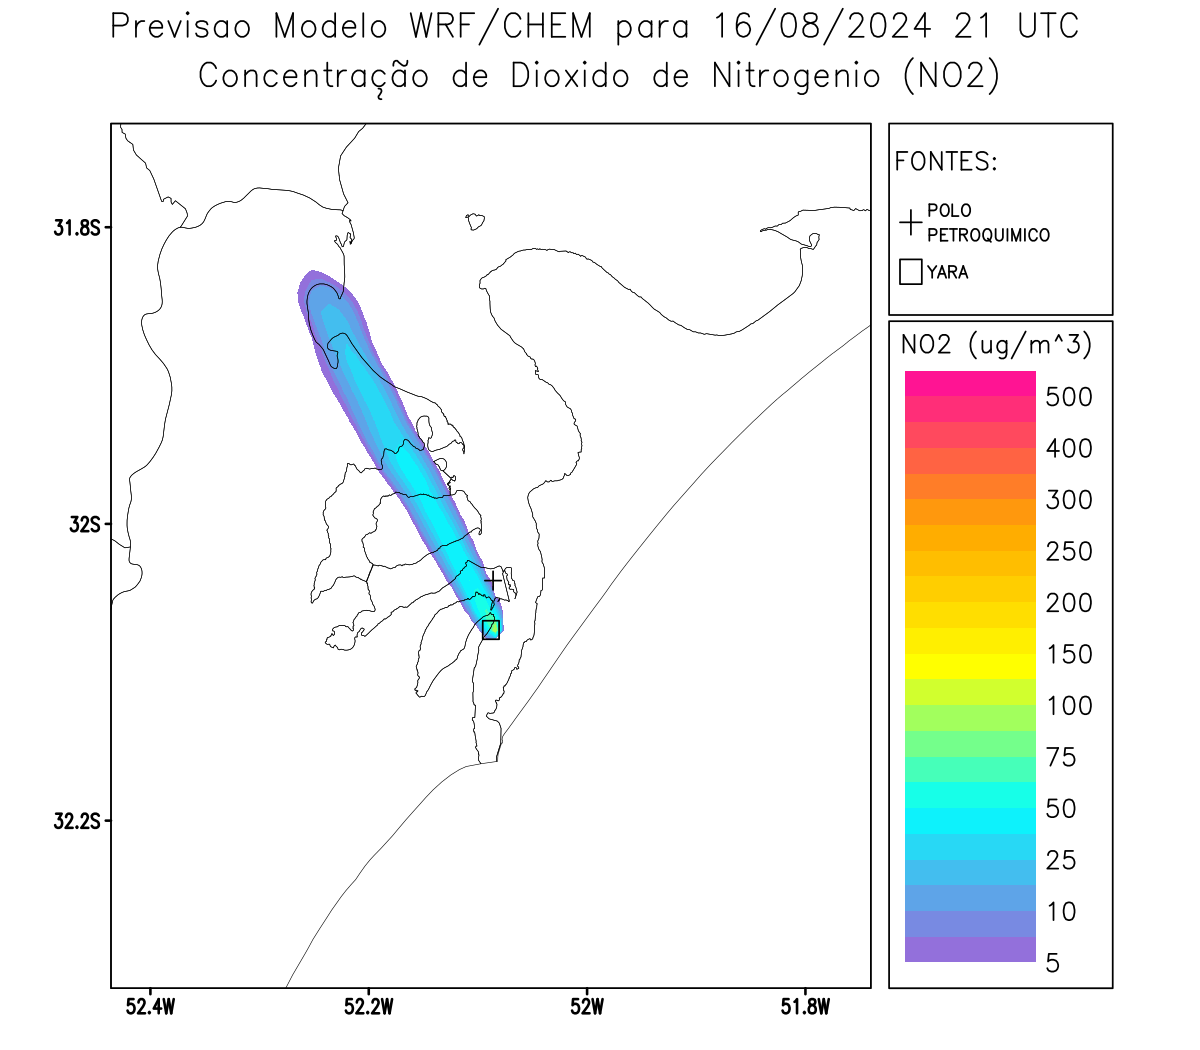 Previsao Modelo WRF/CHEM para 16/08/2024 21 UTC
Concentração de Dioxido de Nitrogenio (NO2)
FONTES:
POLO
PETROQUIMICO
YARA
NO2 (ug/m^3)
500
400
300
250
200
150
100
75
50
25
10
5
31.8S
32S
32.2S
52.4W
52.2W
52W
51.8W